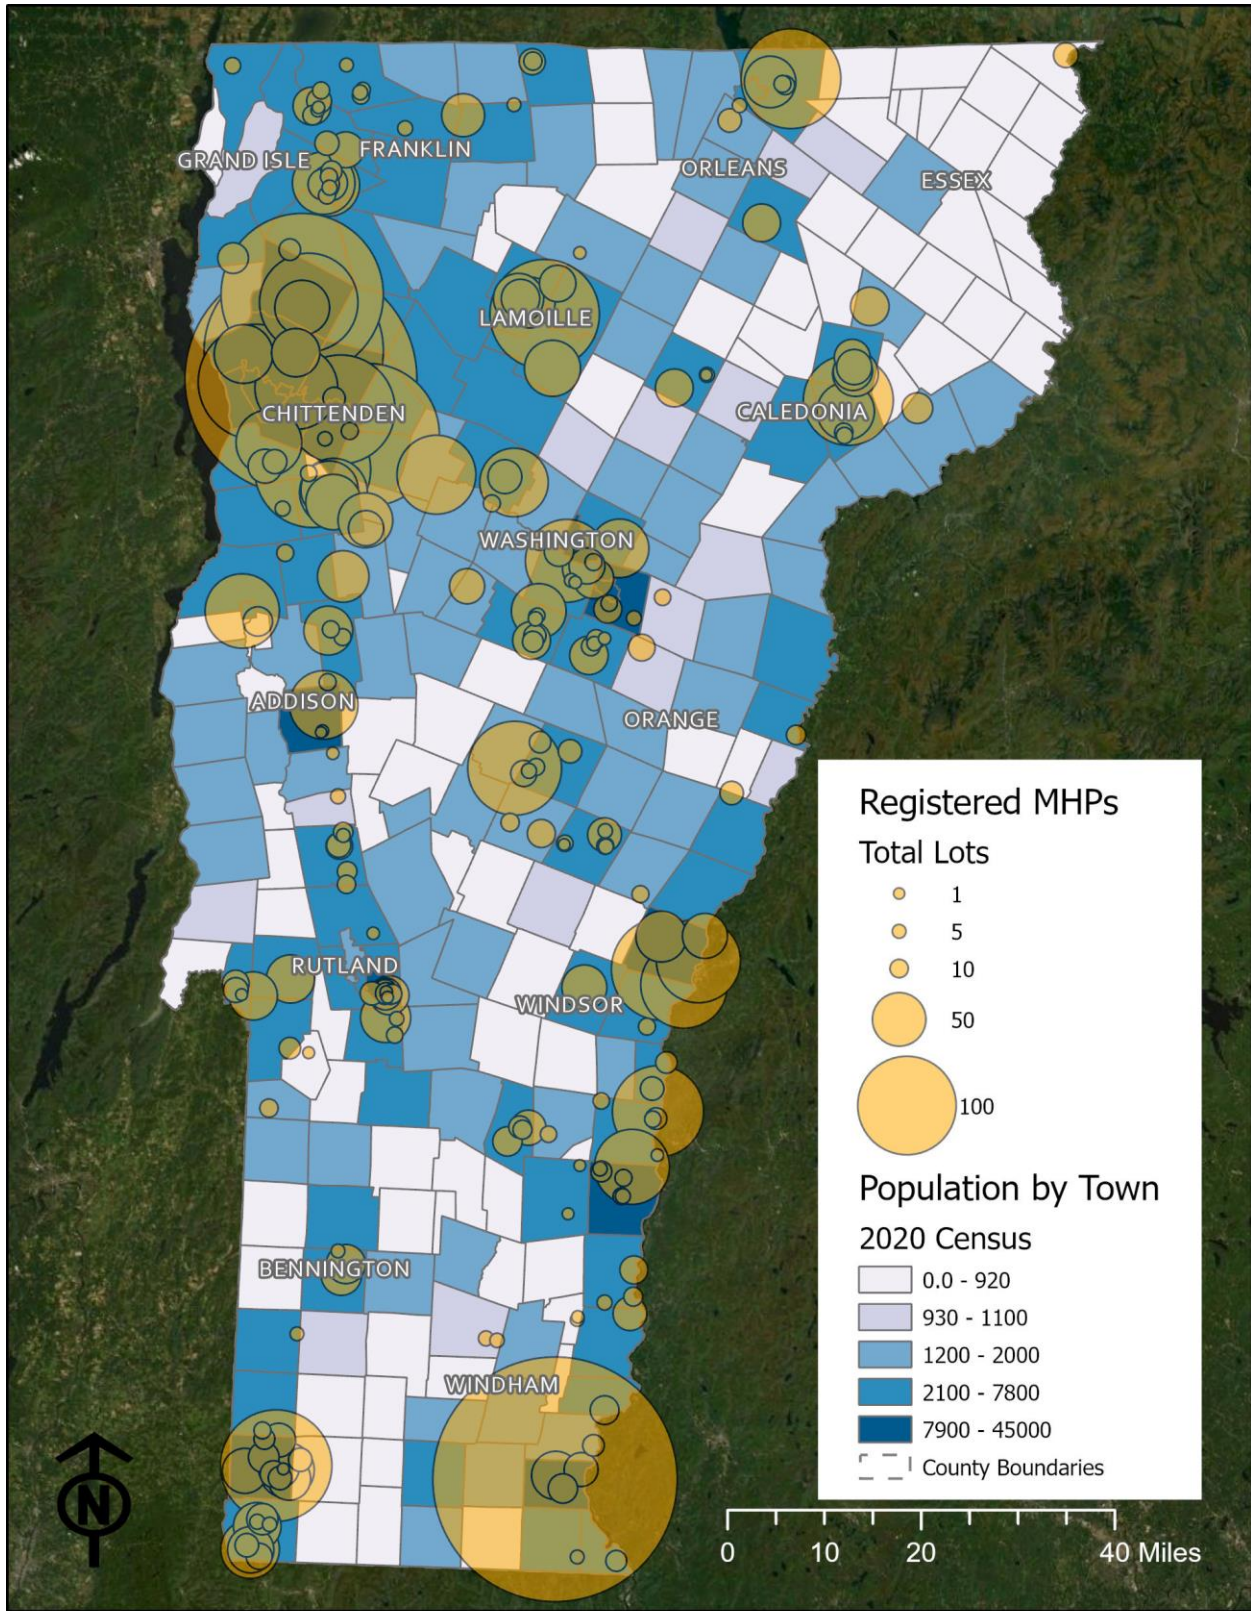 GRAND ISLE
FRANKLIN
ORLEANS
ESSEX
LAMOILLE
CHITTENDEN
CALEDONIA
WASHINGTON
ADDISON
ORANGE
RUTLAND
WINDSOR
BENNINGTON
WINDHAM
Registered MHPs
Total Lots
1
5
10
50
100
Population by Town
2020 Census
0.0 - 920
930 - 1100
1200 - 2000
2100 - 7800
7900 - 45000
County Boundaries
N
0 10 20 40 Miles